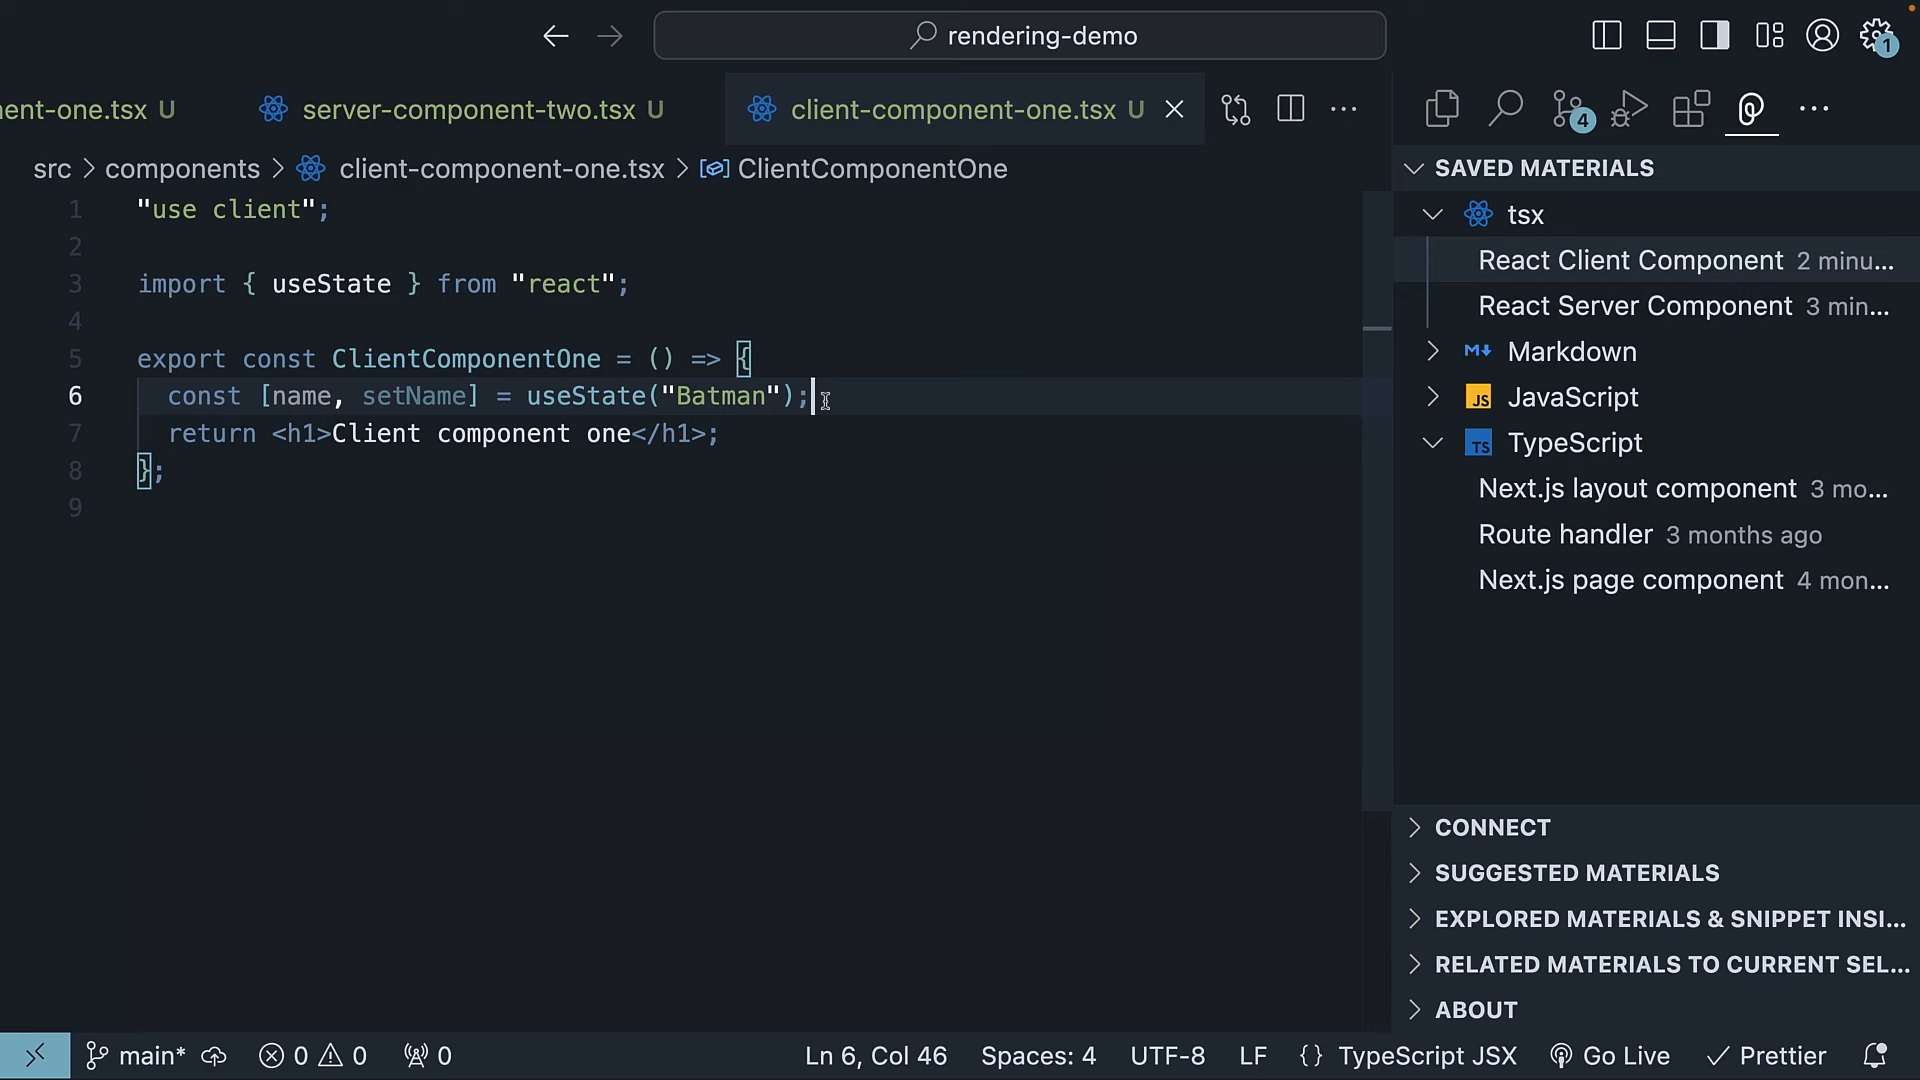 rendering-demo
1
nent-one.tsx U
server-component-two.tsx U
client-component-one.tsx U
4
src > components > client-component-one.tsx > ClientComponentOne
1 "use client";
2
3 import { useState } from "react";
4
5 export const ClientComponentOne = () => {
6 const [name, setName] = useState("Batman");
7 return <h1>Client component one</h1>;
8 };
9
SAVED MATERIALS
tsx
React Client Component 2 minu...
React Server Component 3 min...
Markdown
JS JavaScript
TS TypeScript
Next.js layout component 3 mo...
Route handler 3 months ago
Next.js page component 4 mon...
CONNECT
SUGGESTED MATERIALS
EXPLORED MATERIALS & SNIPPET INSI...
RELATED MATERIALS TO CURRENT SEL...
ABOUT
main* 0 0 0 Ln 6, Col 46 Spaces: 4 UTF-8 LF {} TypeScript JSX Go Live Prettier